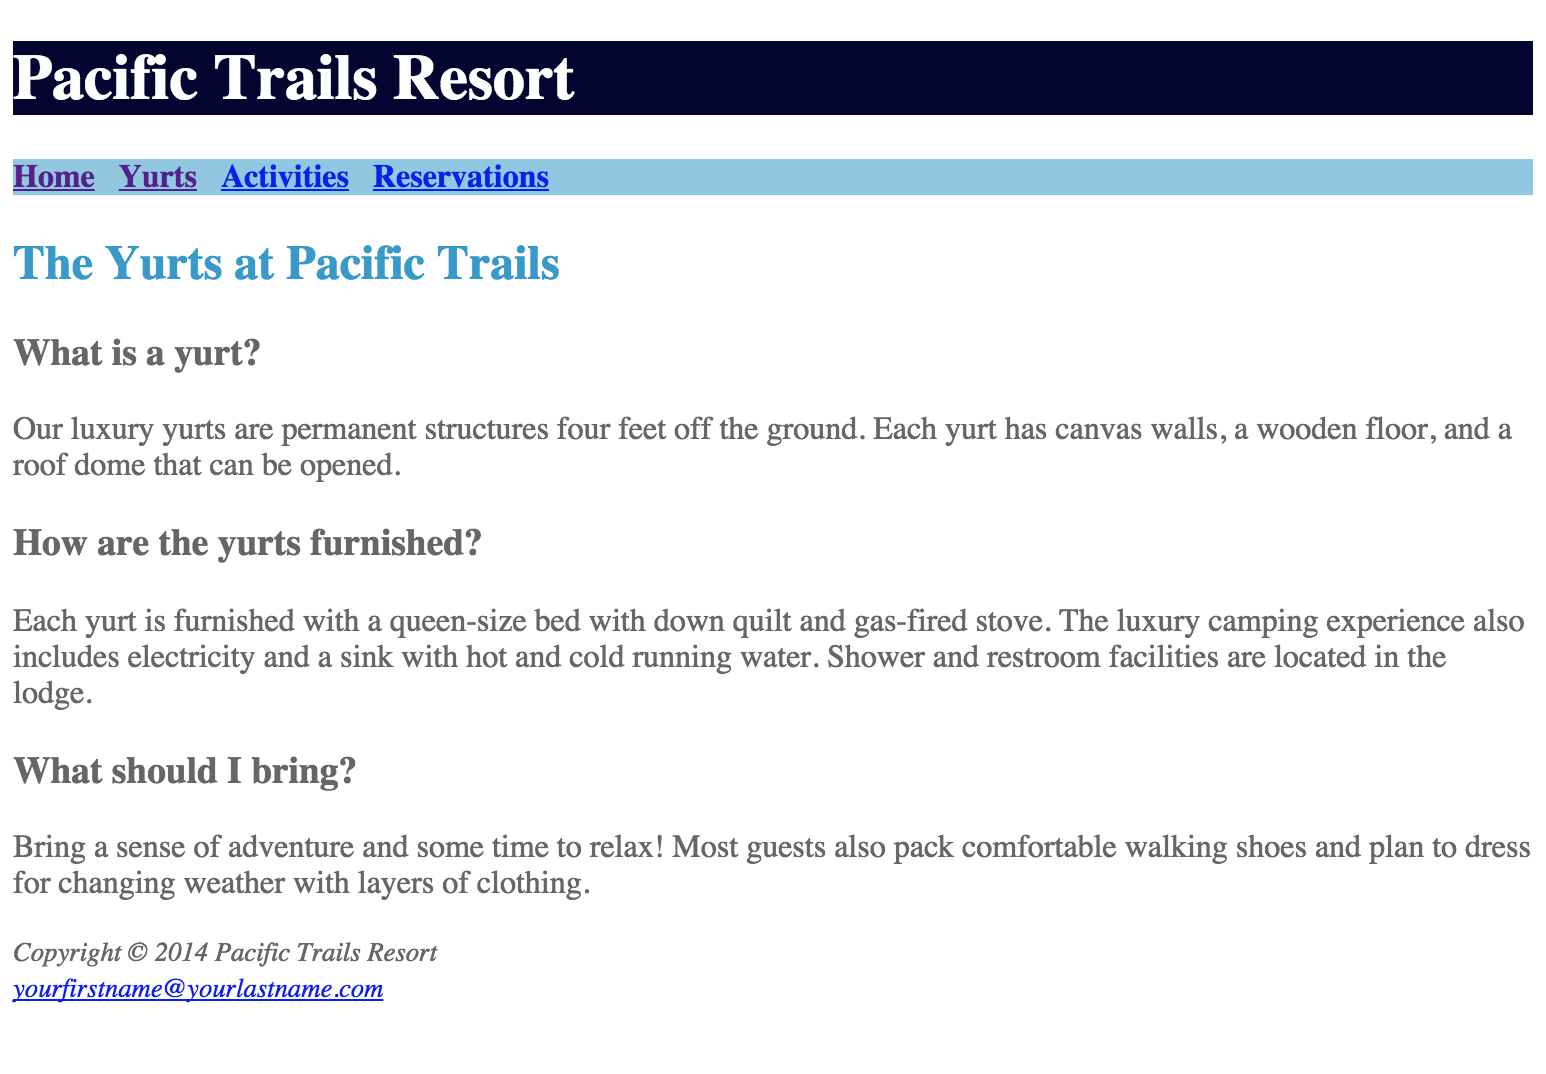 Pacific Trails Resort
Home Yurts Activities Reservations
The Yurts at Pacific Trails
What is a yurt?
Our luxury yurts are permanent structures four feet off the ground. Each yurt has canvas walls, a wooden floor, and a
roof dome that can be opened.
How are the yurts furnished?
Each yurt is furnished with a queen-size bed with down quilt and gas-fired stove. The luxury camping experience also
includes electricity and a sink with hot and cold running water. Shower and restroom facilities are located in the
lodge.
What should I bring?
Bring a sense of adventure and some time to relax! Most guests also pack comfortable walking shoes and plan to dress
for changing weather with layers of clothing.
Copyright © 2014 Pacific Trails Resort
yourfirstname@yourlastname.com